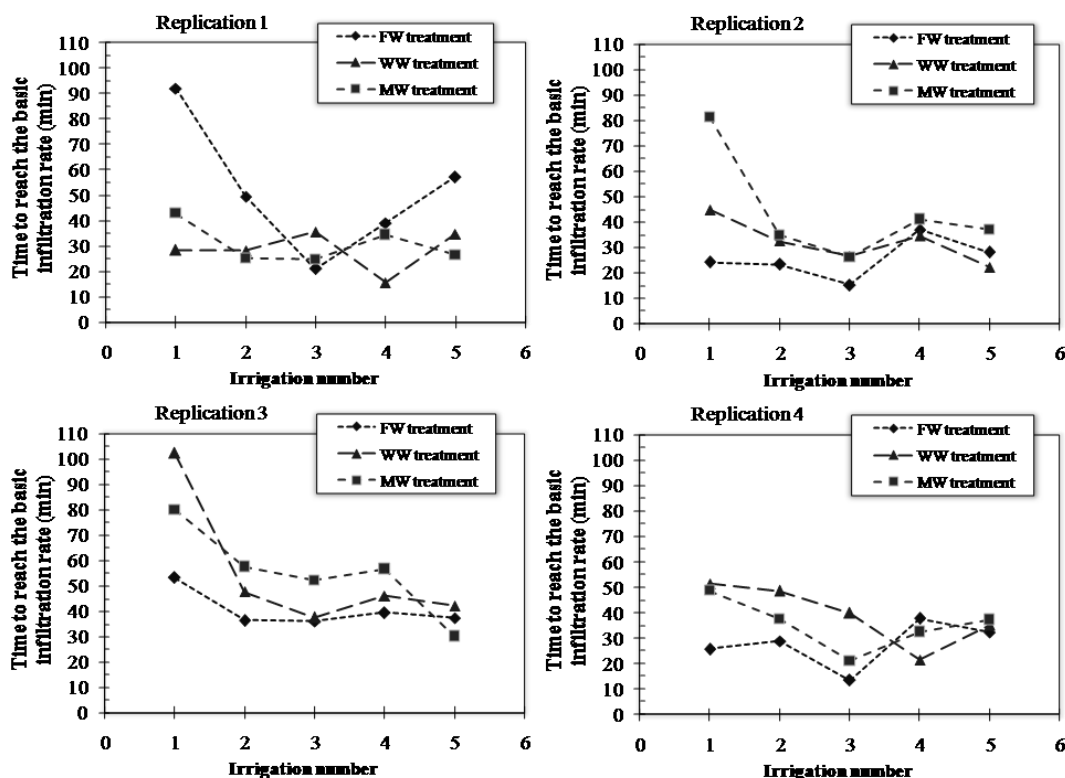 Replication 1
FW treatment
WW treatment
MW treatment
Time to reach the basic
infiltration rate (min)
110
100
90
80
70
60
50
40
30
20
10
0
0 1 2 3 4 5 6
Irrigation number
Replication 2
FW treatment
WW treatment
MW treatment
Time to reach the basic
infiltration rate (min)
110
100
90
80
70
60
50
40
30
20
10
0
0 1 2 3 4 5 6
Irrigation number
Replication 3
FW treatment
WW treatment
MW treatment
Time to reach the basic
infiltration rate (min)
110
100
90
80
70
60
50
40
30
20
10
0
0 1 2 3 4 5 6
Irrigation number
Replication 4
FW treatment
WW treatment
MW treatment
Time to reach the basic
infiltration rate (min)
110
100
90
80
70
60
50
40
30
20
10
0
0 1 2 3 4 5 6
Irrigation number